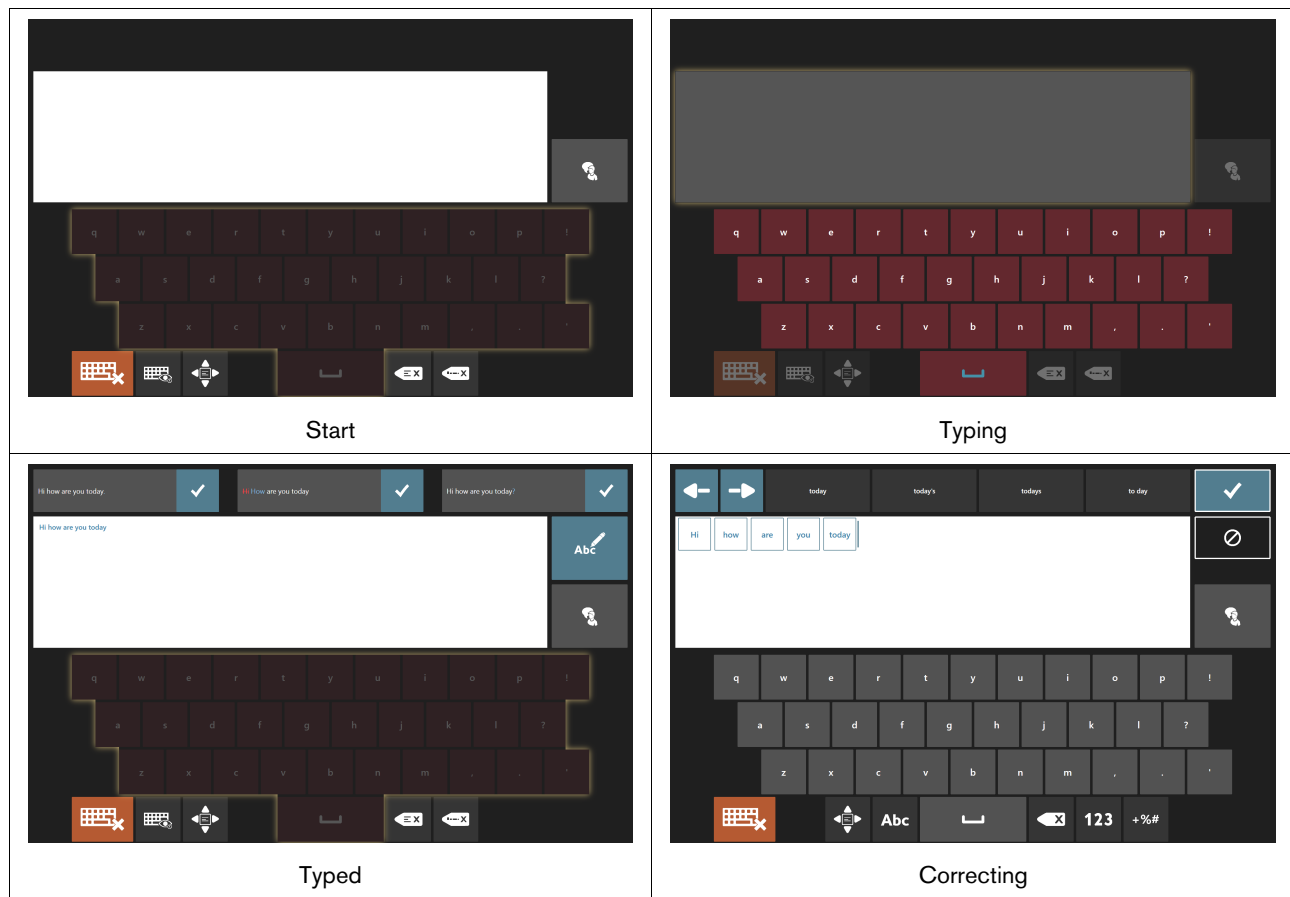 q w e r t y u i o p !
a s d f g h j k l ?
z x c v b n m , . '
Start
q w e r t y u i o p !
a s d f g h j k l ?
z x c v b n m , . '
Typing
Hi how are you today. Hi How are you today Hi how are you today?
Hi how are you today
Abc
q w e r t y u i o p !
a s d f g h j k l ?
z x c v b n m , . '
Typed
today today's todays to day
Hi how are you today
q w e r t y u i o p !
a s d f g h j k l ?
z x c v b n m , . '
Abc 123 +%#
Correcting